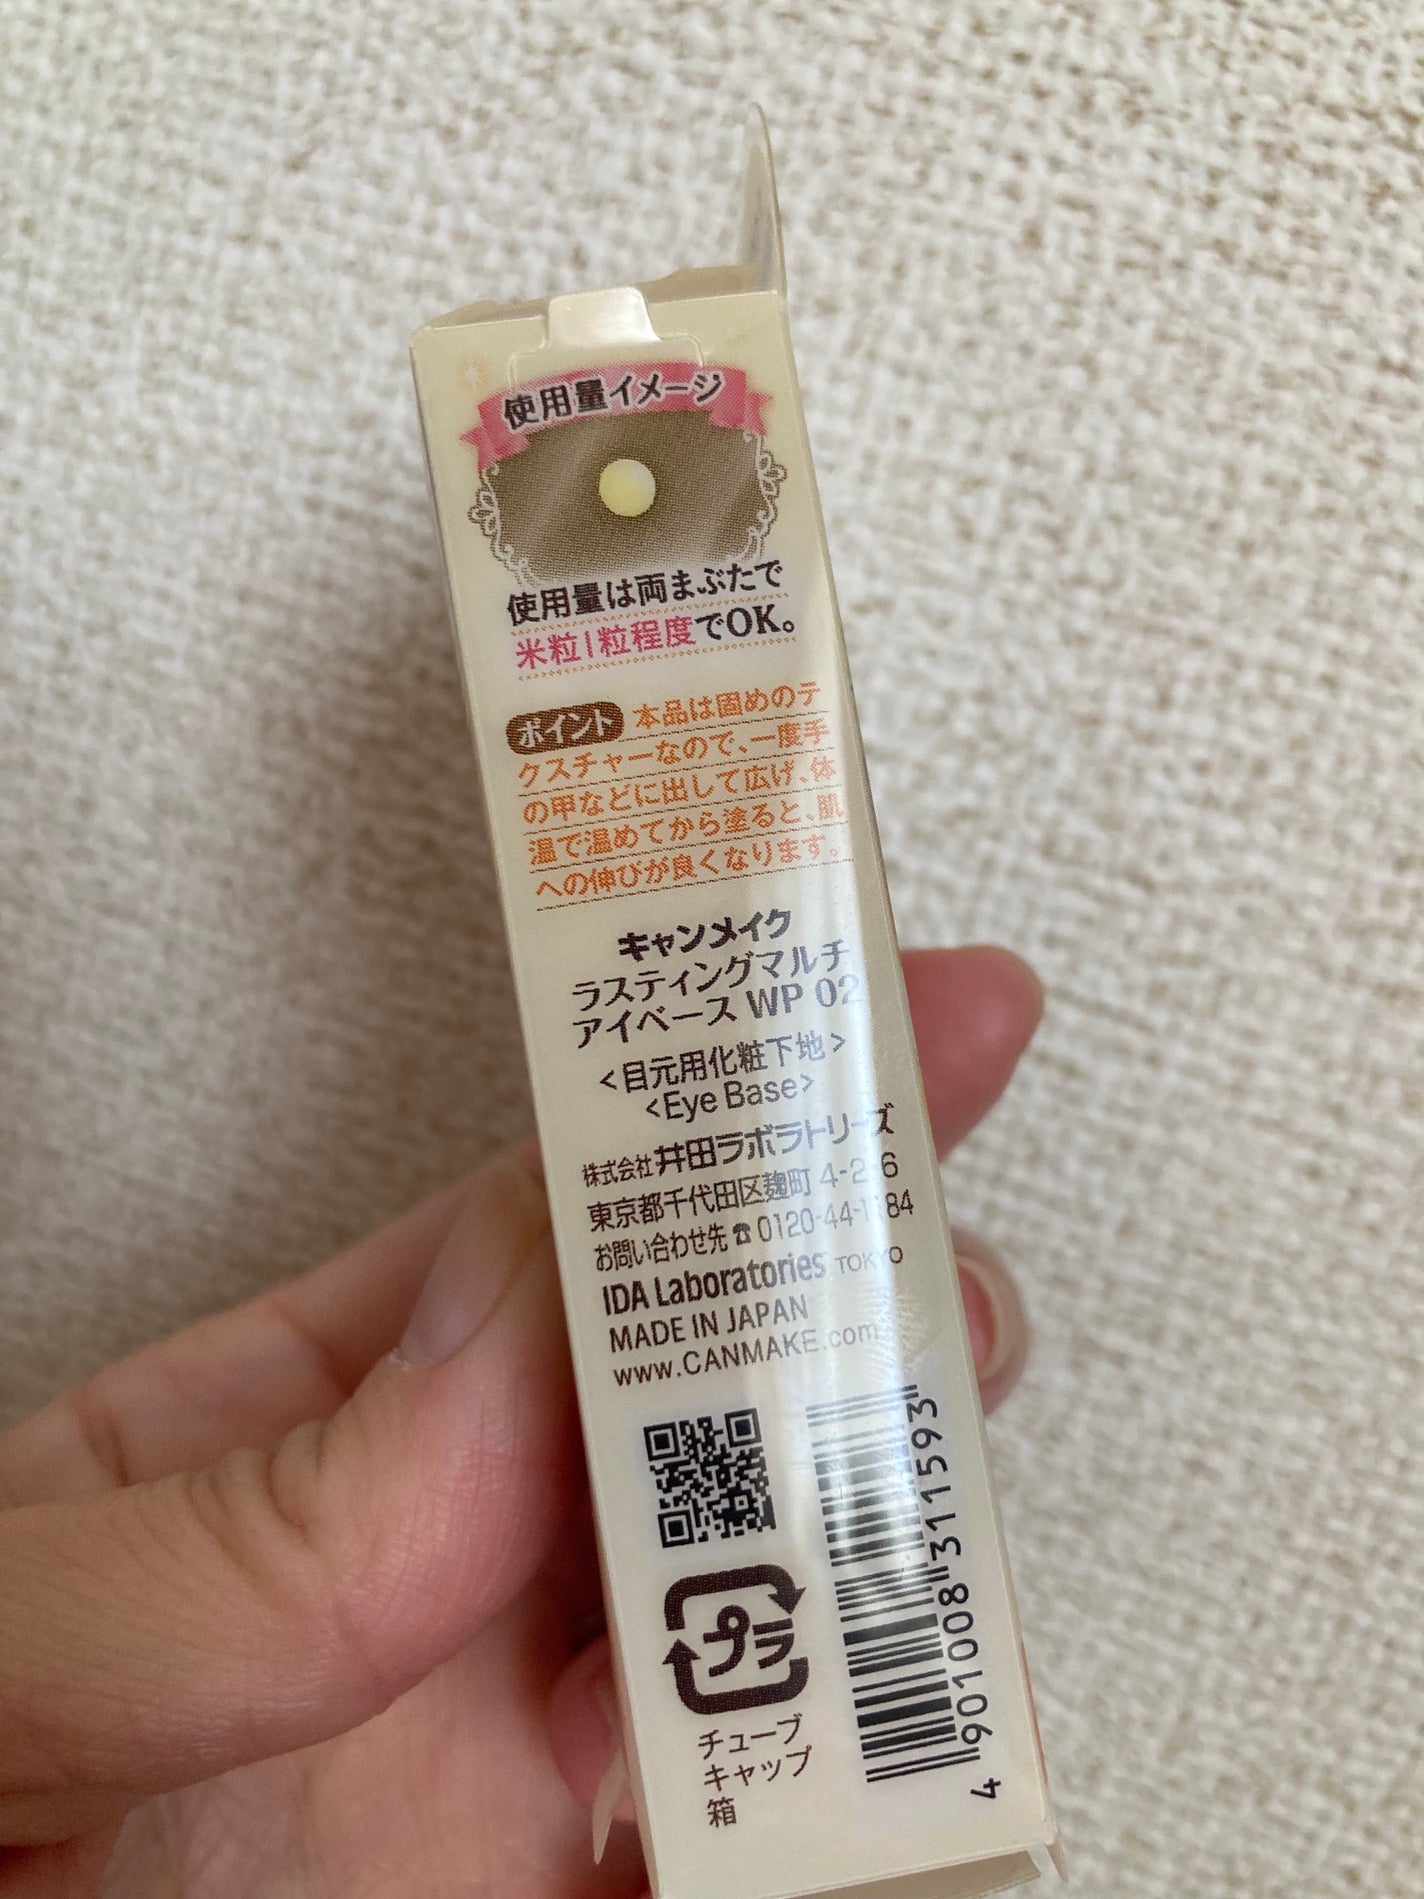 使用量イメージ
使用量は両まぶたで
米粒1粒程度でOK。
ポイント 本品は固めのテ
クスチャーなので、一度手
の甲などに出して広げ、体
温で温めてから塗ると、肌
への伸びが良くなります。
キャンメイク
ラスティングマルチ
アイベース WP 02
<目元用化粧下地>
<Eye Base>
株式会社井田ラボラトリーズ
東京都千代田区麹町 4-2-6
お問い合わせ先 ☎
IDA Laboratories TOKYO
MADE IN JAPAN
www.CANMAKE.com
4901008311593
プラ
チューブ
キャップ
箱